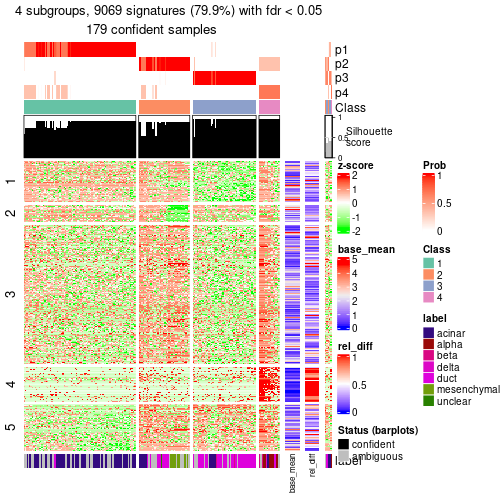 4 subgroups, 9069 signatures (79.9%) with fdr < 0.05
179 confident samples
p1
p2
p3
p4
Class
1
0.5
0
Silhouette
score
1
2
3
4
5
z-score
2
1
0
-1
-2
Prob
1
0.5
0
base_mean
5
4
3
2
1
0
Class
1
2
3
4
rel_diff
1
0.5
0
label
acinar
alpha
beta
delta
duct
mesenchymal
unclear
Status (barplots)
confident
ambiguous
label
base_mean
rel_diff